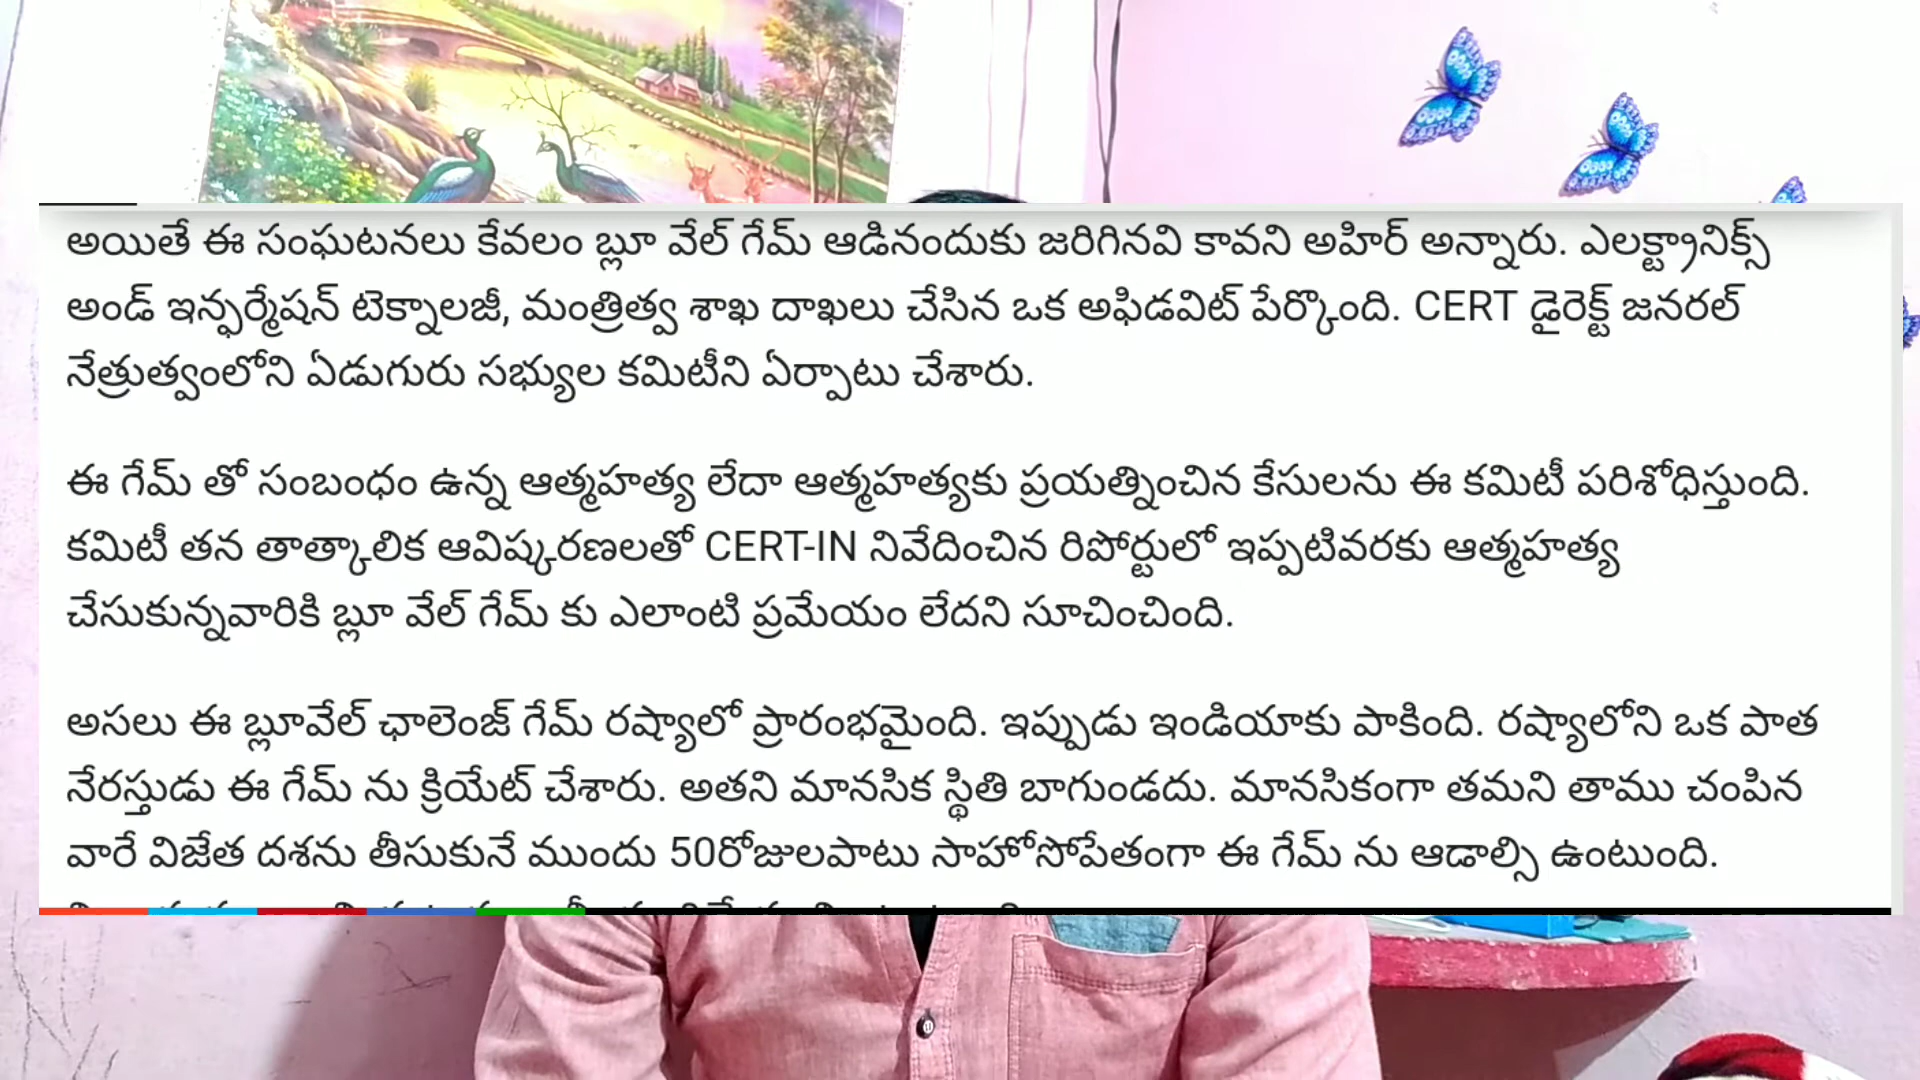 అయితే ఈ సంఘటనలు కేవలం బ్లూ వేల్ గేమ్ ఆడినందుకు జరిగినవి కావని అహిర్ అన్నారు. ఎలక్ట్రానిక్స్
అండ్ ఇన్ఫర్మేషన్ టెక్నాలజీ, మంత్రిత్వ శాఖ దాఖలు చేసిన ఒక అఫిడవిట్ పేర్కొంది. CERT డైరెక్ట్ జనరల్
నేత్రుత్వంలోని ఏడుగురు సభ్యుల కమిటీని ఏర్పాటు చేశారు.
ఈ గేమ్ తో సంబంధం ఉన్న ఆత్మహత్య లేదా ఆత్మహత్యకు ప్రయత్నించిన కేసులను ఈ కమిటీ పరిశోధిస్తుంది.
కమిటీ తన తాత్కాలిక ఆవిష్కరణలతో CERT-IN నివేదించిన రిపోర్టులో ఇప్పటివరకు ఆత్మహత్య
చేసుకున్నవారికి బ్లూ వేల్ గేమ్ కు ఎలాంటి ప్రమేయం లేదని సూచించింది.
అసలు ఈ బ్లూవేల్ ఛాలెంజ్ గేమ్ రష్యాలో ప్రారంభమైంది. ఇప్పుడు ఇండియాకు పాకింది. రష్యాలోని ఒక పాత
నేరస్తుడు ఈ గేమ్ ను క్రియేట్ చేశారు. అతని మానసిక స్థితి బాగుండదు. మానసికంగా తమని తాము చంపిన
వారే విజేత దశను తీసుకునే ముందు 50రోజులపాటు సాహోసోపేతంగా ఈ గేమ్ ను ఆడాల్సి ఉంటుంది.